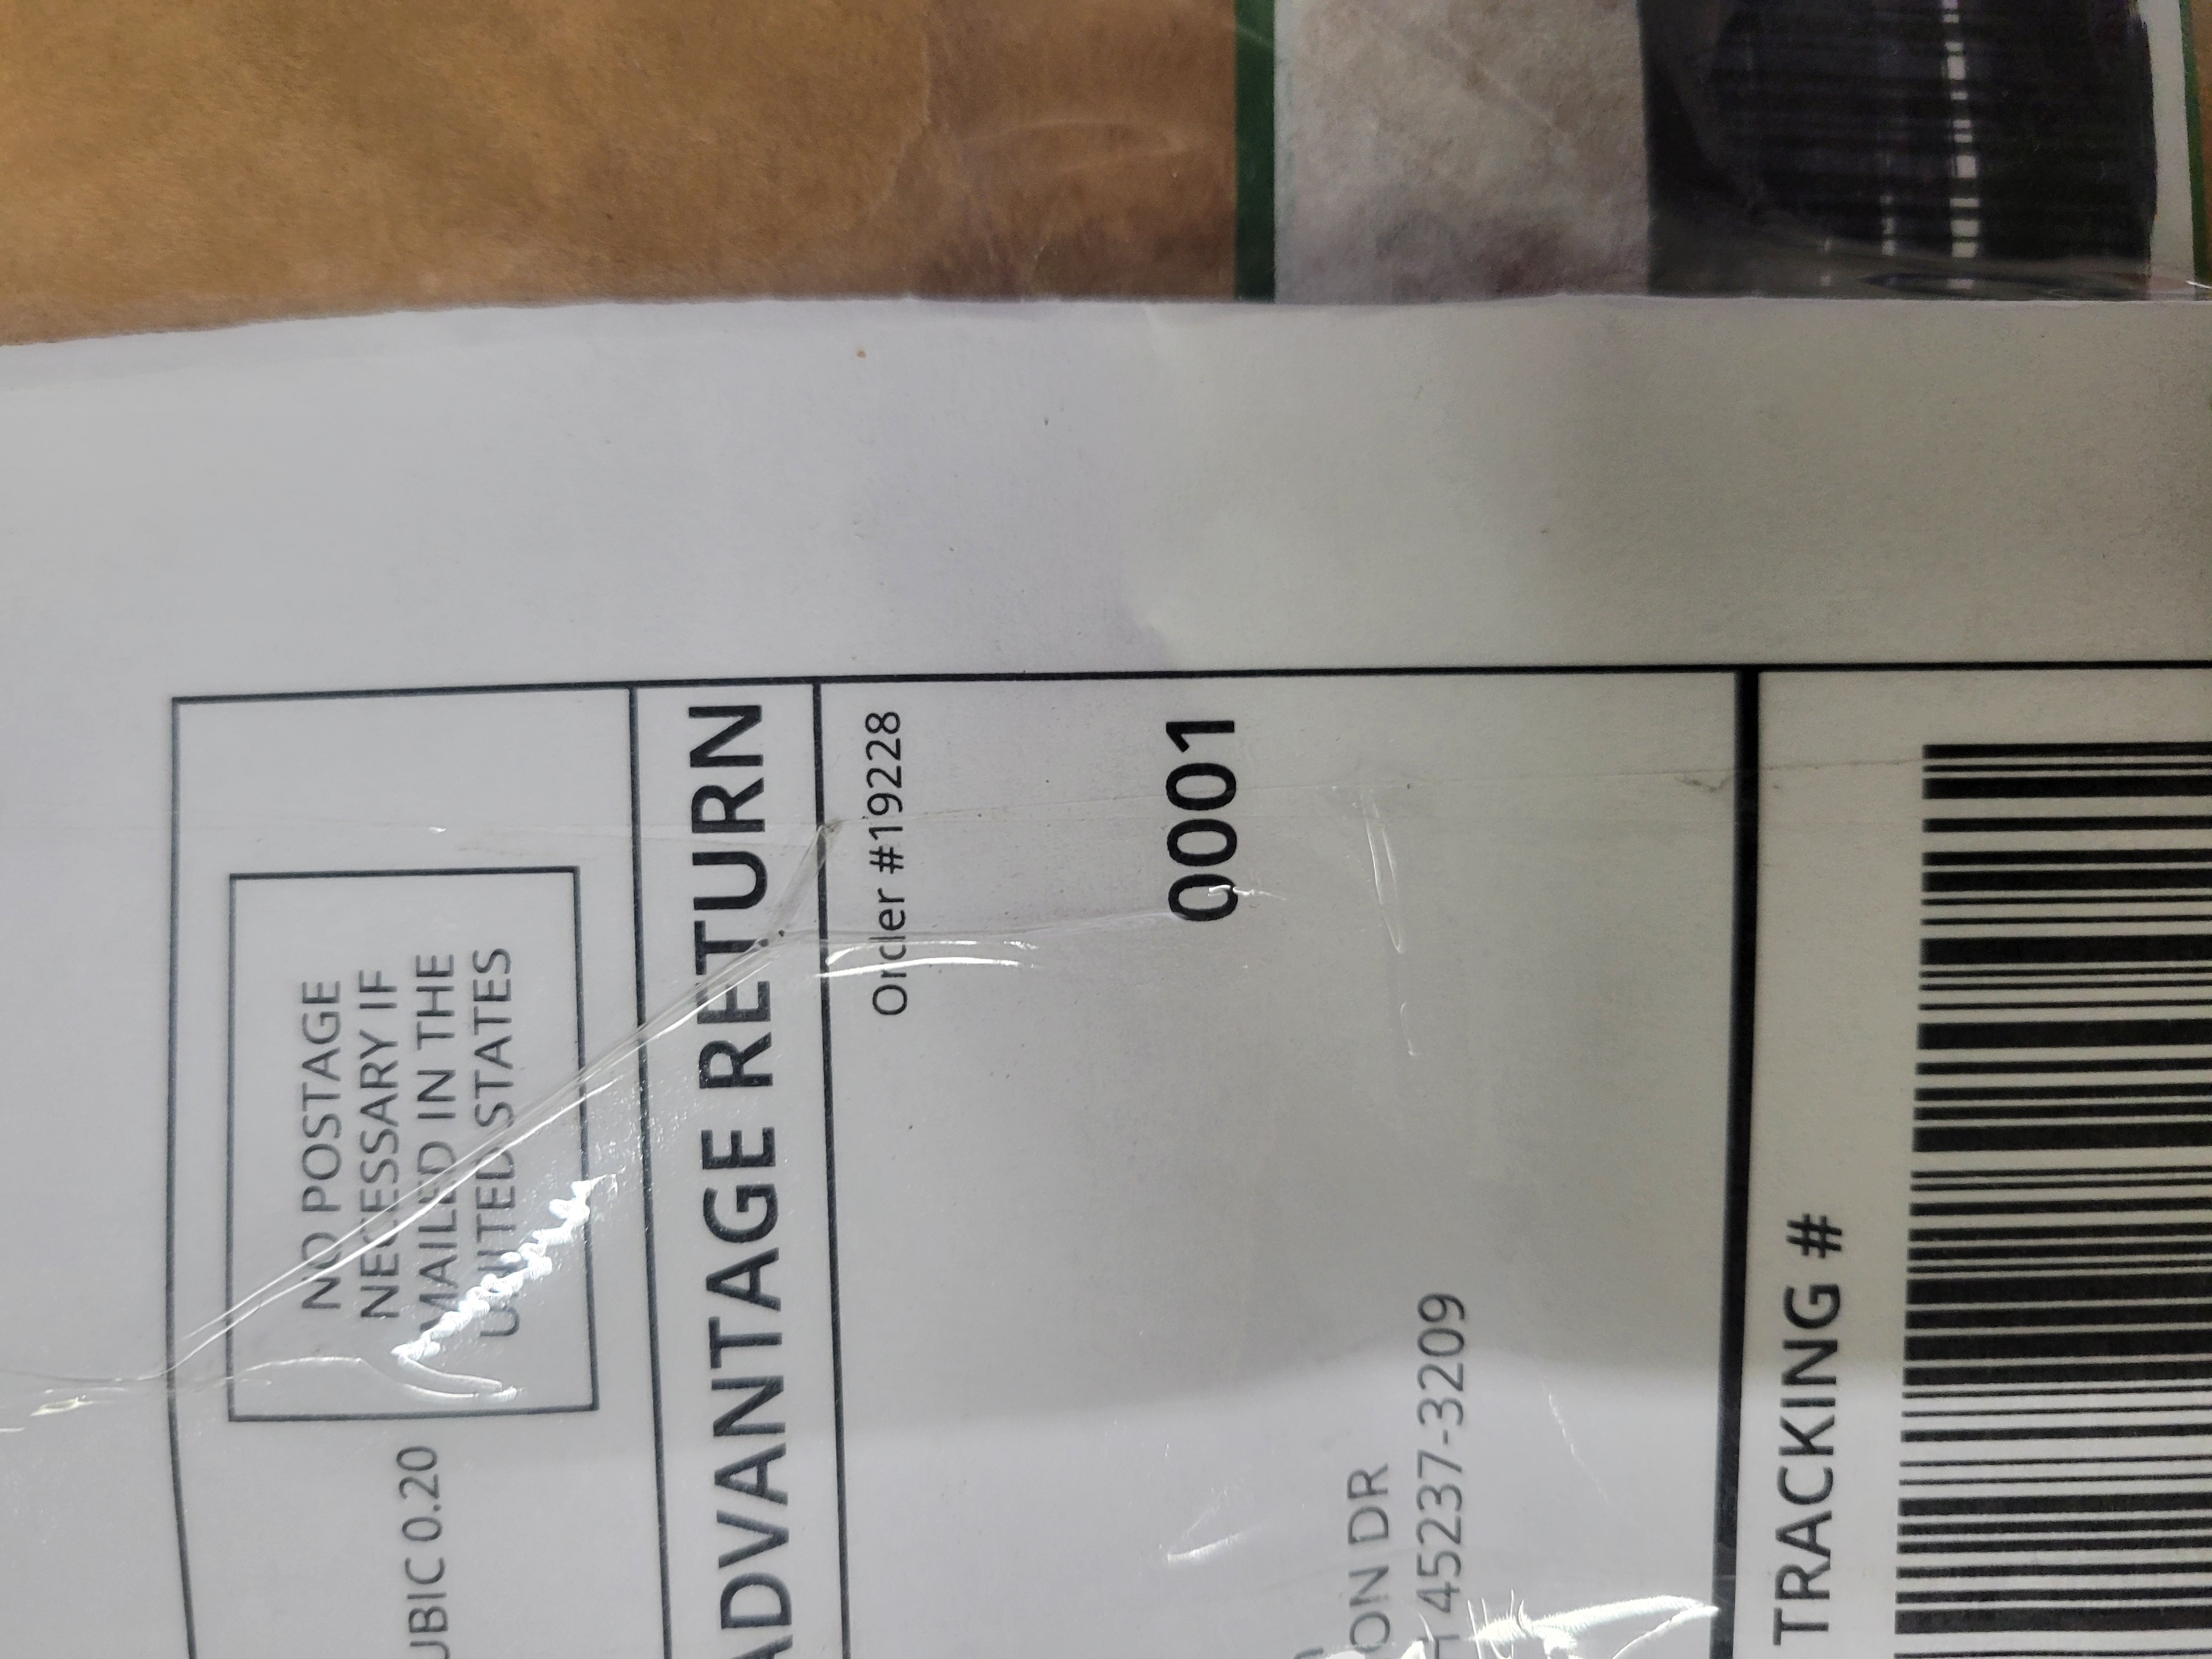 NO POSTAGE
NECESSARY IF
MAILED IN THE
UNITED STATES
UBIC 0.20
ADVANTAGE RETURN
Order #19228
0001
ON DR
45237-3209
TRACKING #